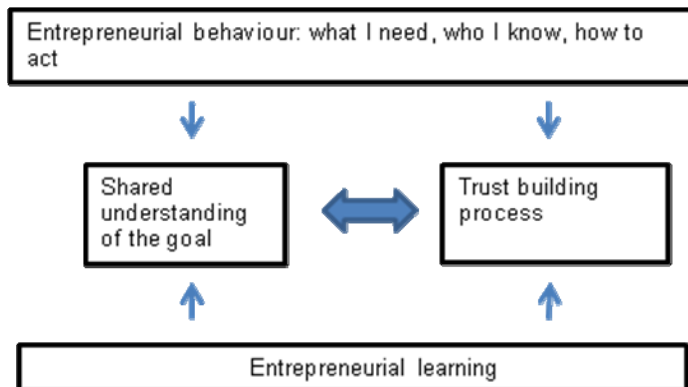 Entrepreneurial behaviour: what I need, who I know, how to
act
Shared
understanding
of the goal
Trust building
process
Entrepreneurial learning